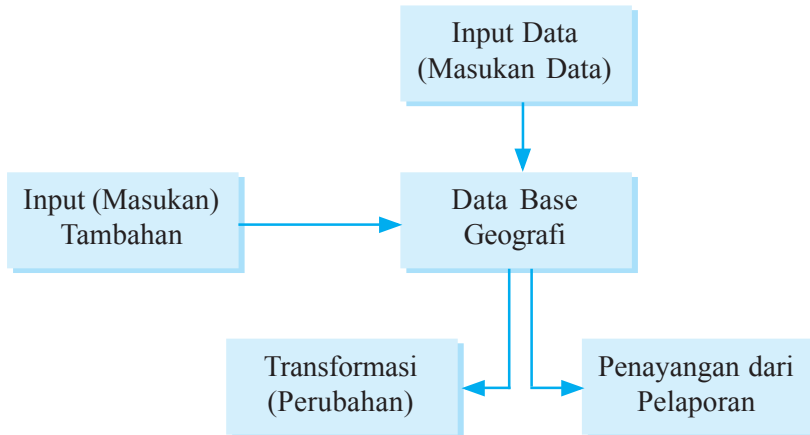 Input Data
(Masukan Data)
Input (Masukan)
Tambahan
Data Base
Geografi
Transformasi
(Perubahan)
Penayangan dari
Pelaporan